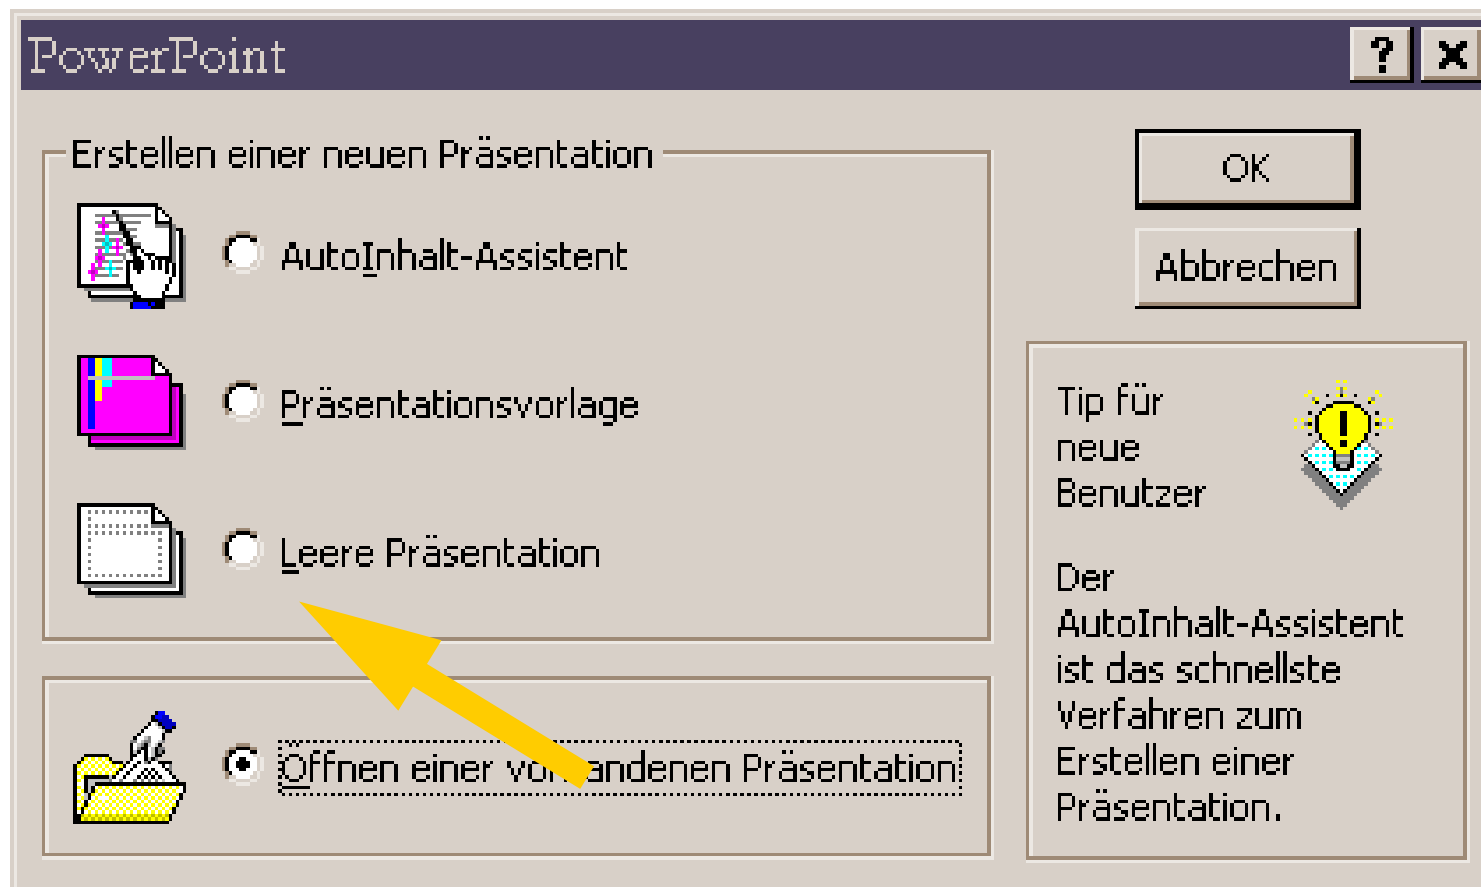 PowerPoint
Erstellen einer neuen Präsentation
AutoInhalt-Assistent
Präsentationsvorlage
Leere Präsentation
Öffnen einer vorhandenen Präsentation
OK
Abbrechen
Tip für
neue
Benutzer
Der
AutoInhalt-Assistent
ist das schnellste
Verfahren zum
Erstellen einer
Präsentation.